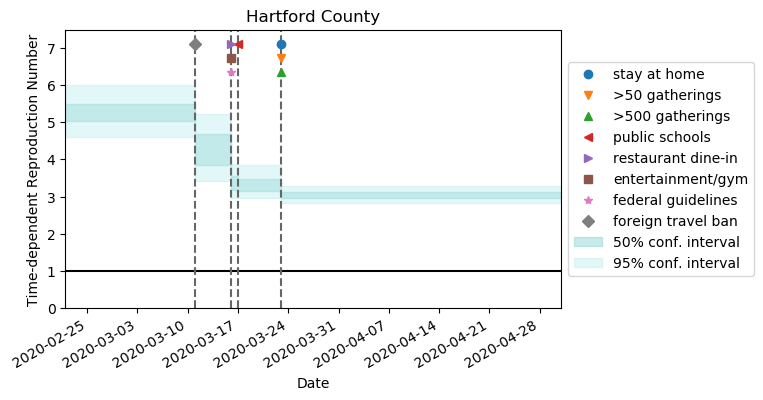 Hartford County
Time-dependent Reproduction Number
7
6
5
4
3
2
1
0
2020-02-25
2020-03-03
2020-03-10
2020-03-17
2020-03-24
2020-03-31
2020-04-07
2020-04-14
2020-04-21
2020-04-28
Date
stay at home
>50 gatherings
>500 gatherings
public schools
restaurant dine-in
entertainment/gym
federal guidelines
foreign travel ban
50% conf. interval
95% conf. interval